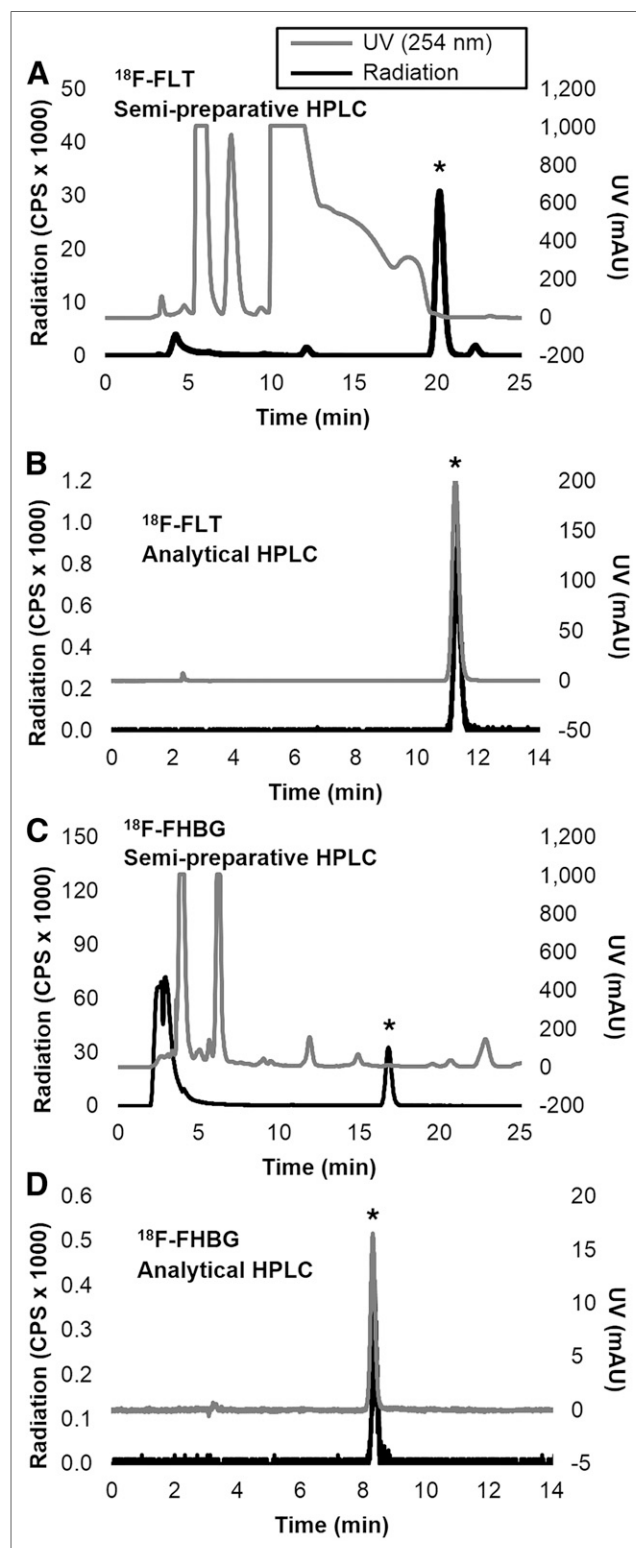 UV (254 nm)
Radiation
A
¹⁸F-FLT
Semi-preparative HPLC
50
40
30
20
10
0
Radiation (CPS x 1000)
1,200
1,000
800
600
400
200
0
-200
UV (mAU)
*
0 5 10 15 20 25
Time (min)
B
¹⁸F-FLT
Analytical HPLC
1.2
1.0
0.8
0.6
0.4
0.2
0.0
Radiation (CPS x 1000)
200
150
100
50
0
-50
UV (mAU)
*
0 2 4 6 8 10 12 14
Time (min)
C
¹⁸F-FHBG
Semi-preparative HPLC
150
120
90
60
30
0
Radiation (CPS x 1000)
1,200
1,000
800
600
400
200
0
-200
UV (mAU)
*
0 5 10 15 20 25
Time (min)
D
¹⁸F-FHBG
Analytical HPLC
0.6
0.5
0.4
0.3
0.2
0.1
0.0
Radiation (CPS x 1000)
20
15
10
5
0
-5
UV (mAU)
*
0 2 4 6 8 10 12 14
Time (min)